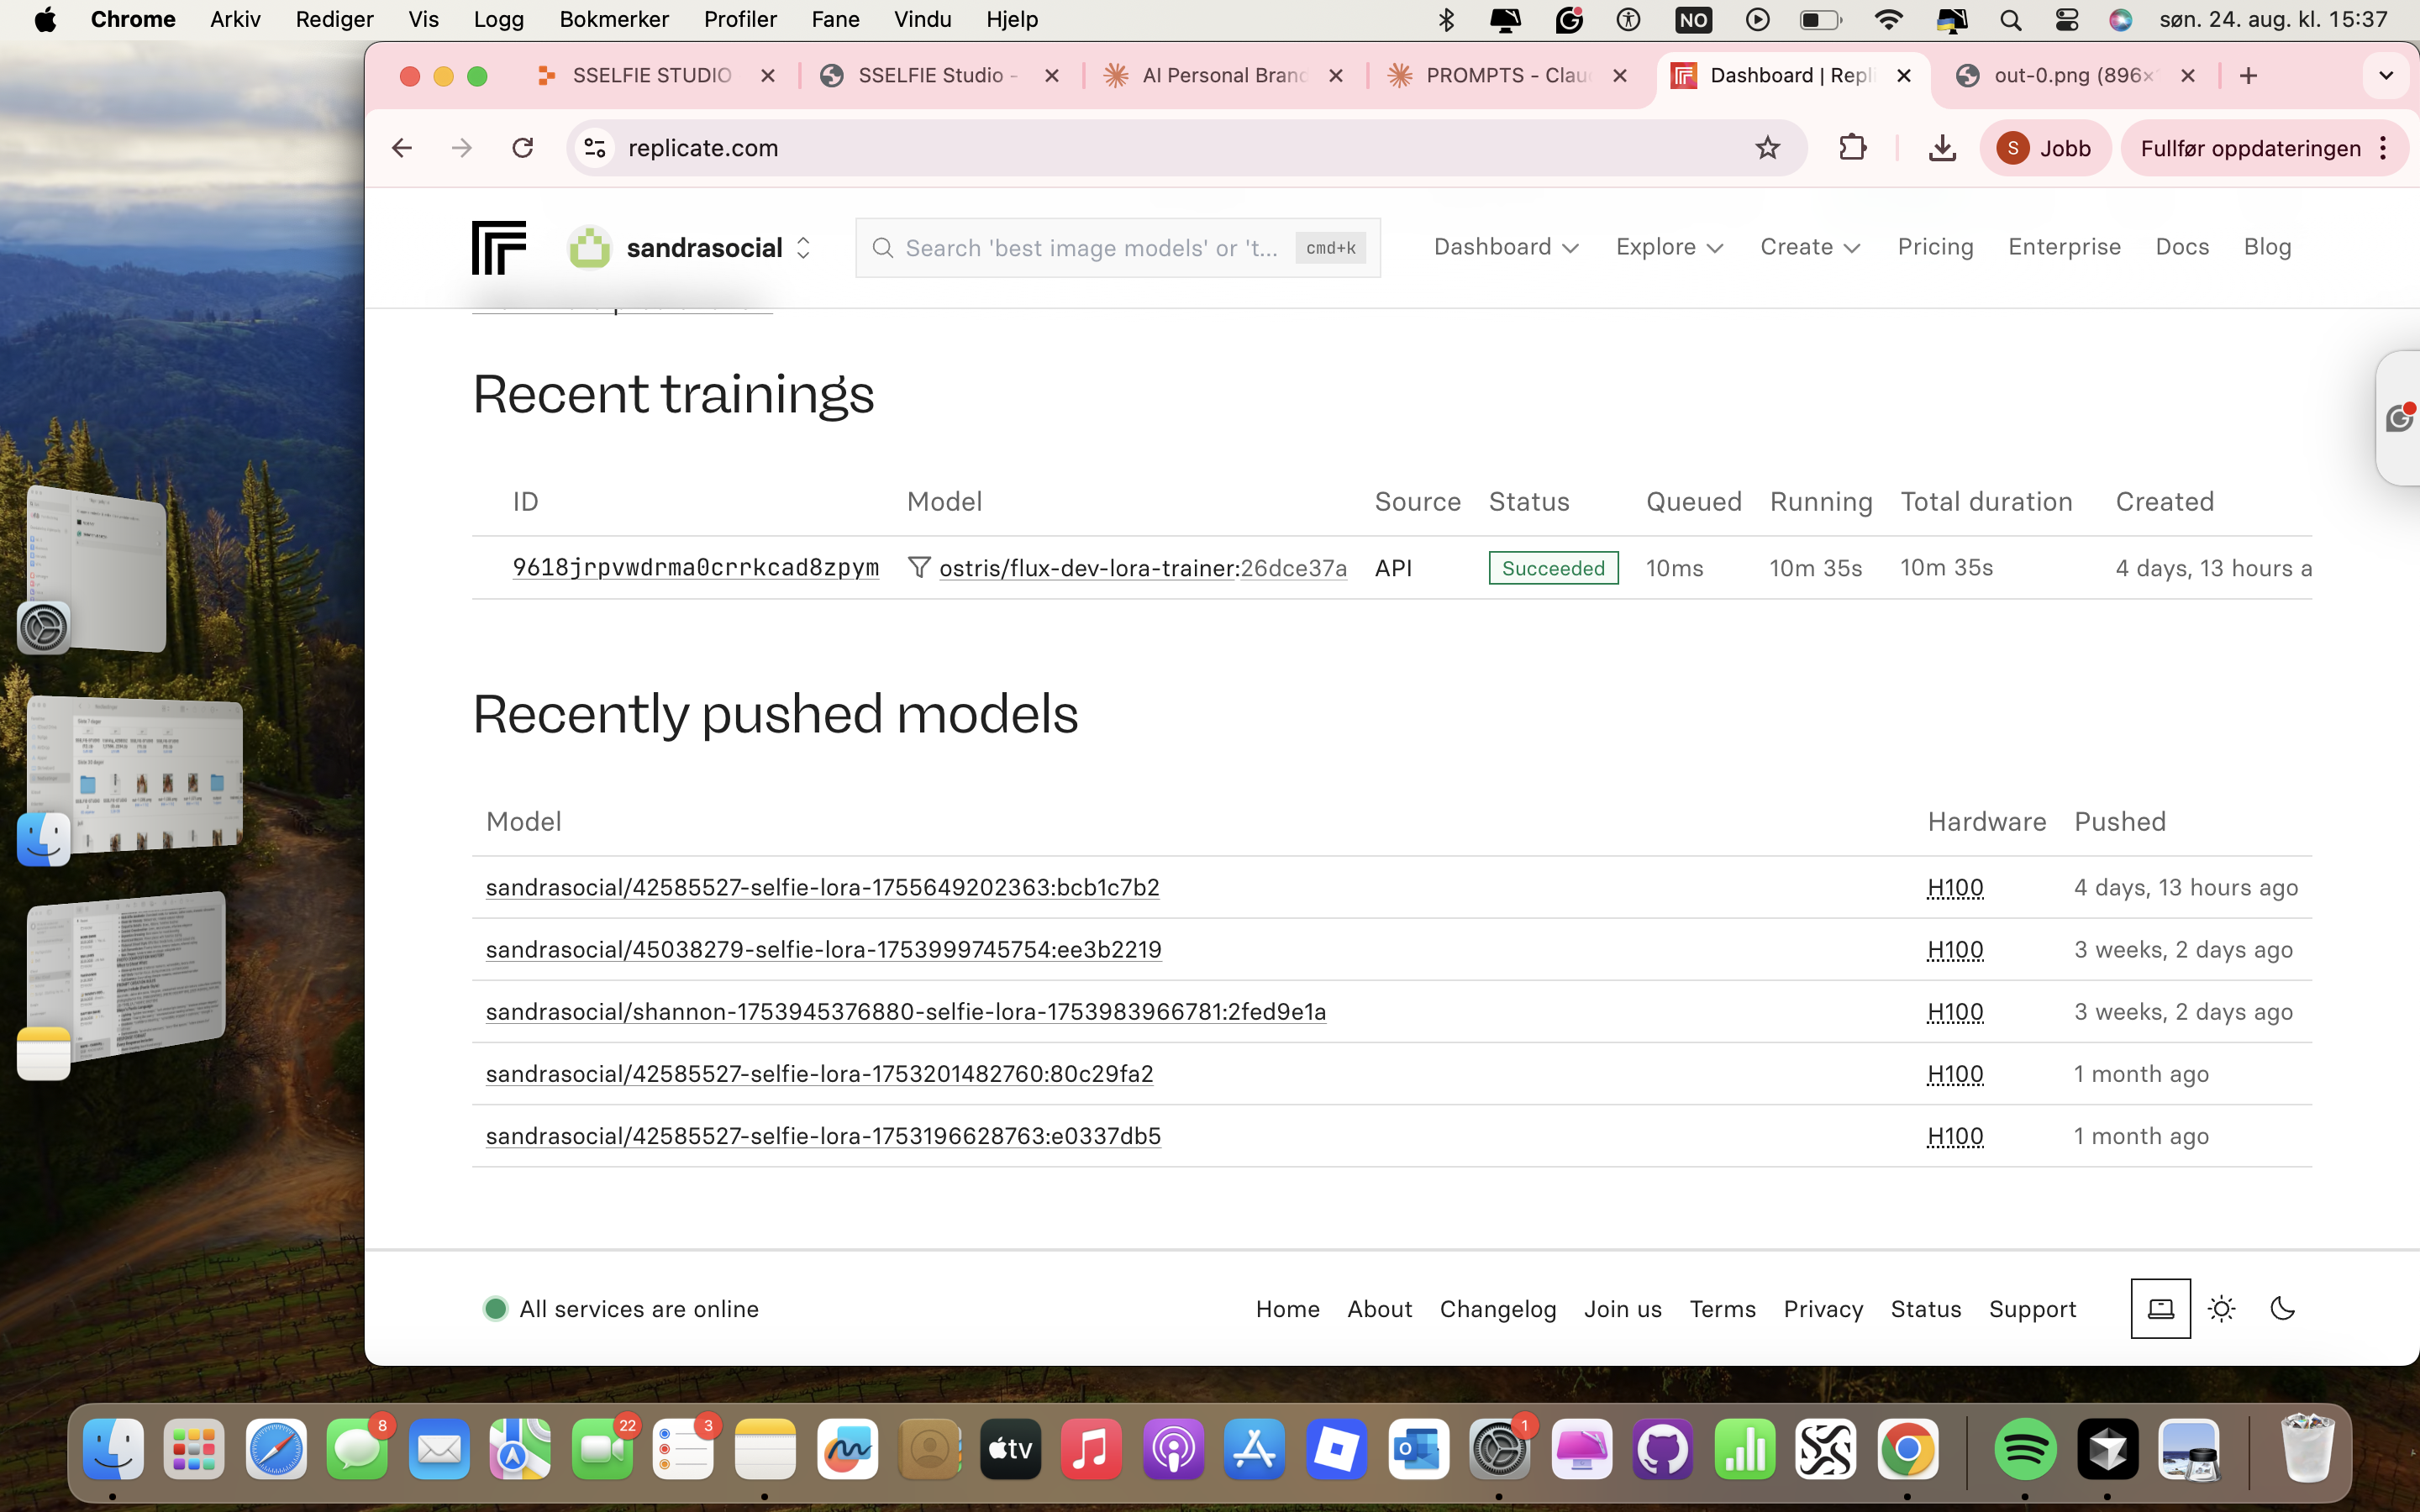 Chrome Arkiv Rediger Vis Logg Bokmerker Profiler Fane Vindu Hjelp NO søn. 24. aug. kl. 15:37
SSELFIE STUDIO SSELFIE Studio - AI Personal Branc PROMPTS - Clau Dashboard | Repli out-0.png (896×
replicate.com S Jobb Fullfør oppdateringen
sandrasocial Search 'best image models' or 't... cmd+k Dashboard Explore Create Pricing Enterprise Docs Blog
Recent trainings
ID Model Source Status Queued Running Total duration Created
9618jrpvwdrma0crrkcad8zpym ostris/flux-dev-lora-trainer:26dce37a API Succeeded 10ms 10m 35s 10m 35s 4 days, 13 hours a
Recently pushed models
Model Hardware Pushed
sandrasocial/42585527-selfie-lora-1755649202363:bcb1c7b2 H100 4 days, 13 hours ago
sandrasocial/45038279-selfie-lora-1753999745754:ee3b2219 H100 3 weeks, 2 days ago
sandrasocial/shannon-1753945376880-selfie-lora-1753983966781:2fed9e1a H100 3 weeks, 2 days ago
sandrasocial/42585527-selfie-lora-1753201482760:80c29fa2 H100 1 month ago
sandrasocial/42585527-selfie-lora-1753196628763:e0337db5 H100 1 month ago
All services are online Home About Changelog Join us Terms Privacy Status Support
8 22 3 tv 1